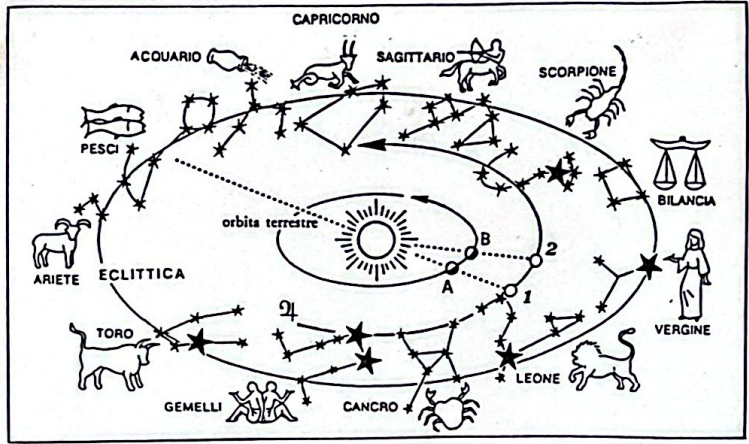 CAPRICORNO
ACQUARIO
SAGITTARIO
SCORPIONE
PESCI
BILANCIA
orbita terrestre
B
2
ARIETE
ECLITTICA
A
1
VERGINE
♃
TORO
LEONE
GEMELLI
CANCRO